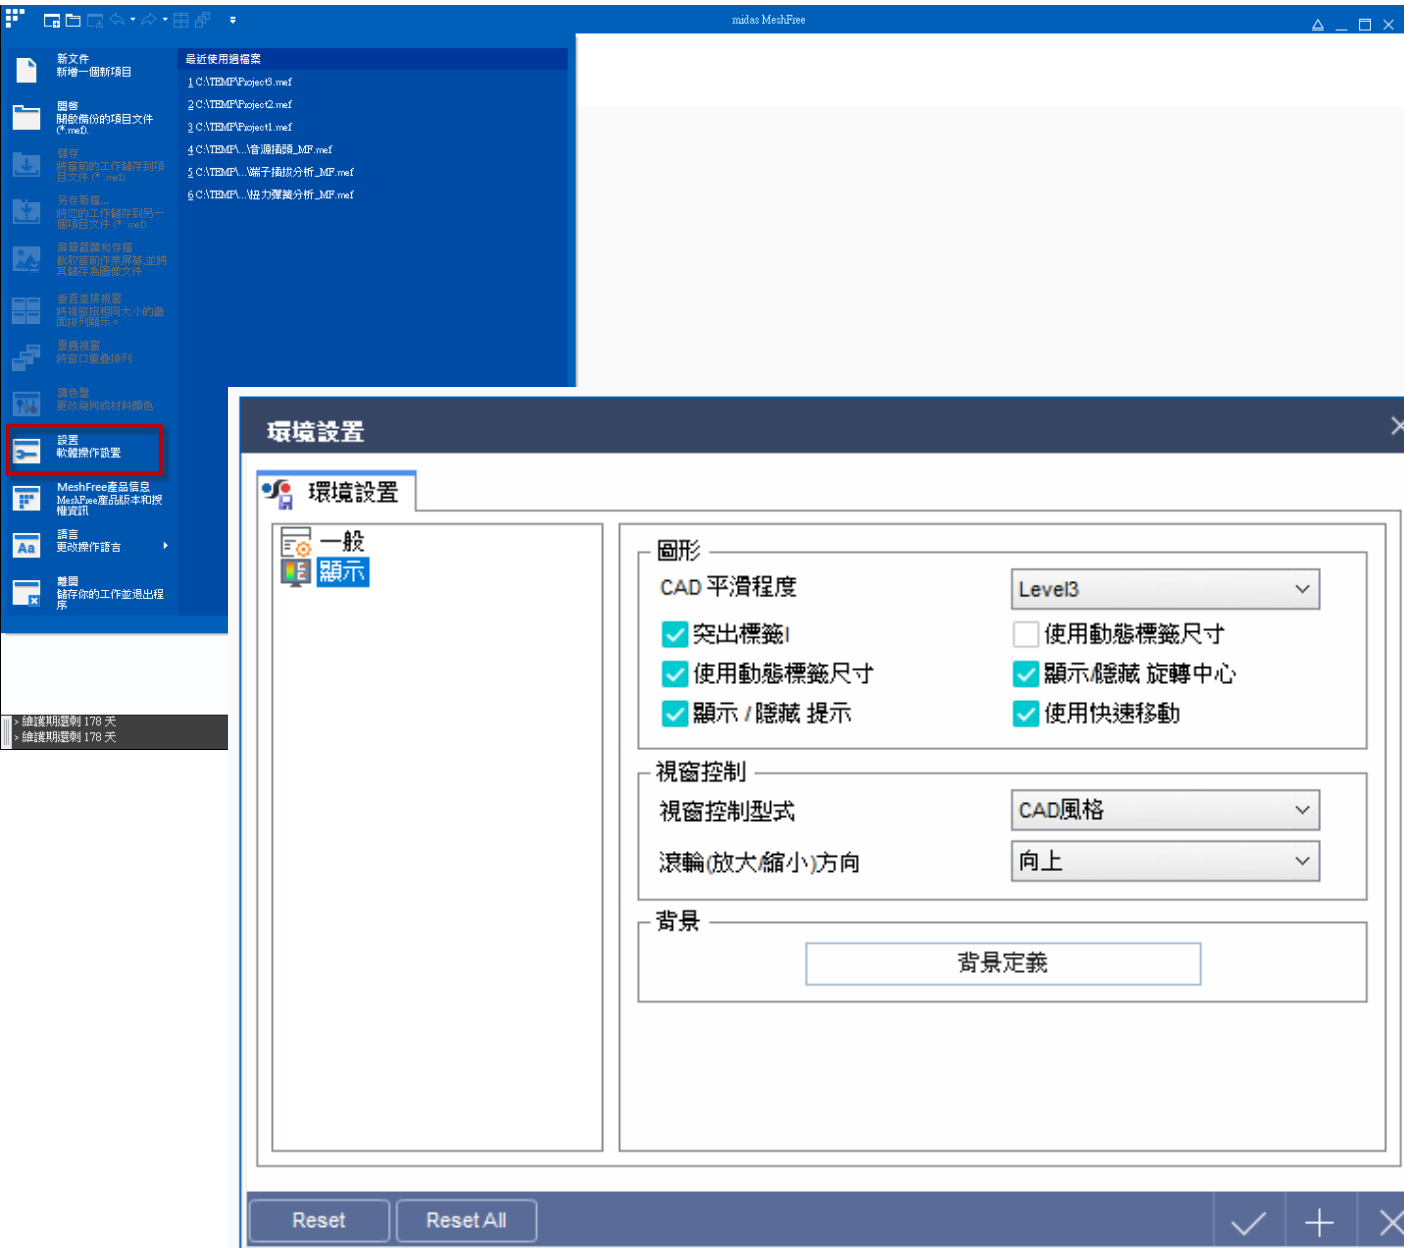 midas MeshFree
新文件
新增一個新項目
開啓
開啟備份的項目文件
(*.mef).
儲存
將當前的工作儲存到項
目文件 (* .mef).
另存新檔...
將您的工作儲存到另一
個項目文件 (* .mef).
屏幕截圖和存檔
截取當前作業屏幕,並將
其儲存為圖像文件
垂直並排視窗
將視窗按相同大小的畫
面排列顯示。
重疊視窗
將窗口重疊排列
調色盤
更改幾何或材料顏色
設置
軟體操作設置
MeshFree產品信息
MeshFree產品版本和授
權資訊
語言
更改操作語言
離開
儲存你的工作並退出程
序
最近使用過檔案
1 C:\TEMP\Project3.mef
2 C:\TEMP\Project2.mef
3 C:\TEMP\Project1.mef
4 C:\TEMP\...\音源插頭_MF.mef
5 C:\TEMP\...\端子插拔分析_MF.mef
6 C:\TEMP\...\扭力彈簧分析_MF.mef
> 維護期還剩 178 天
> 維護期還剩 178 天
環境設置
環境設置
一般
顯示
圖形
CAD 平滑程度 Level3
突出標籤I 使用動態標籤尺寸
使用動態標籤尺寸 顯示/隱藏 旋轉中心
顯示 / 隱藏 提示 使用快速移動
視窗控制
視窗控制型式 CAD風格
滾輪(放大/縮小)方向 向上
背景
背景定義
Reset Reset All